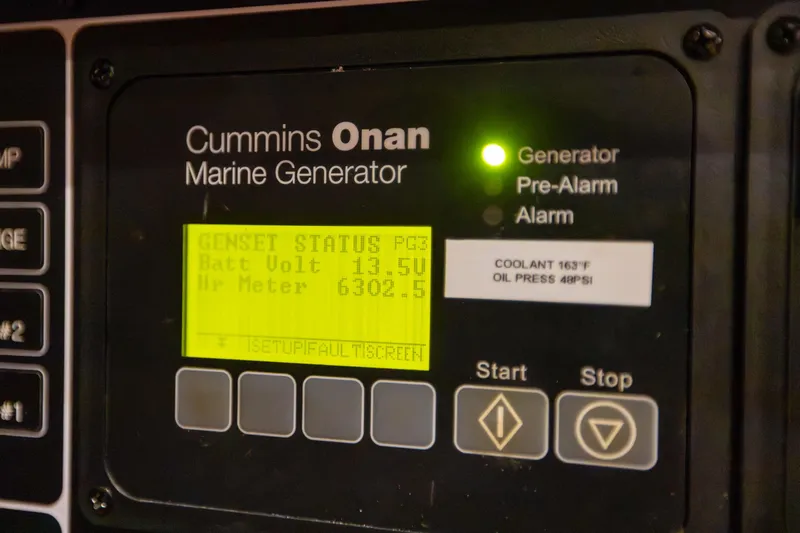 MP
GE
#2
#1
Cummins Onan
Marine Generator
Generator
Pre-Alarm
Alarm
GENSET STATUS PG3
Batt Volt 13.5V
Hr Meter 6302.5
SETUP|FAULT|SCREEN
COOLANT 163°F
OIL PRESS 48PSI
Start
Stop